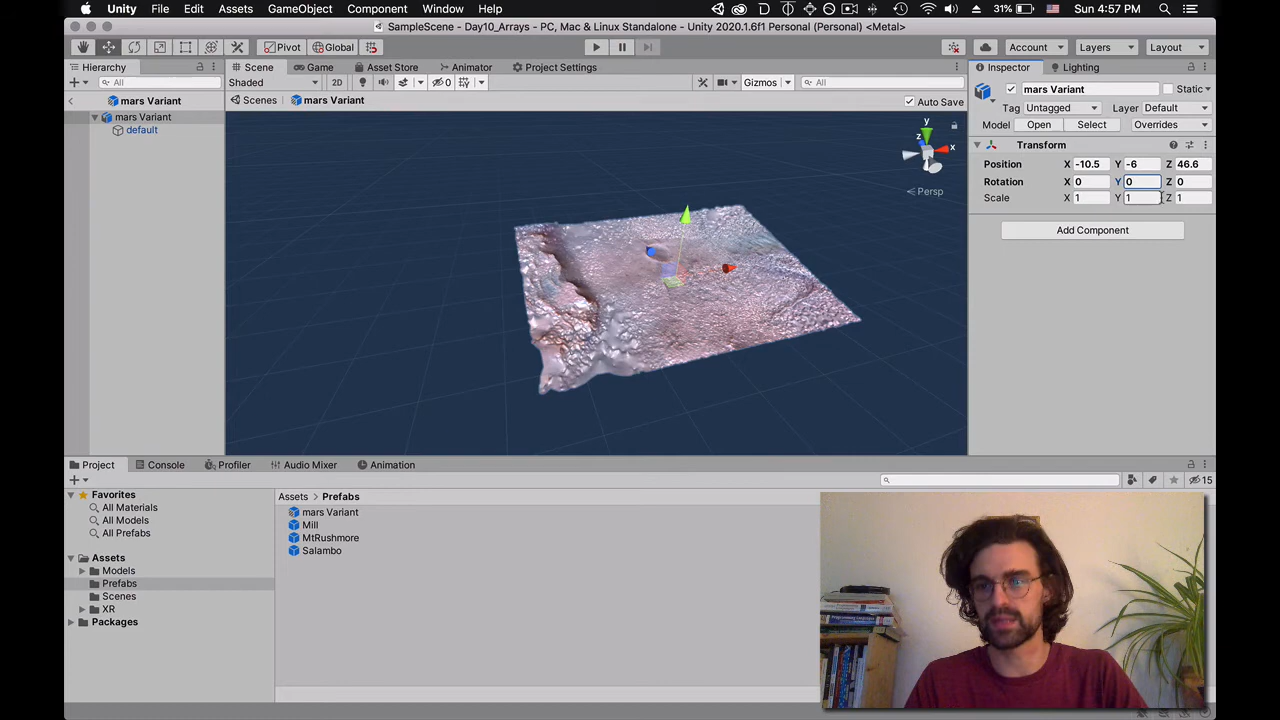 Unity File Edit Assets GameObject Component Window Help 31% Sun 4:57 PM
SampleScene - Day10_Arrays - PC, Mac & Linux Standalone - Unity 2020.1.6f1 Personal (Personal) <Metal>
Pivot Global Account Layers Layout
Hierarchy Scene Game Asset Store Animator Project Settings Inspector Lighting
All Shaded 2D 0 Gizmos All mars Variant Static
mars Variant Scenes mars Variant Auto Save Tag Untagged Layer Default
mars Variant Model Open Select Overrides
default
y
z
x
Persp
Transform
Position X -10.5 Y -6 Z 46.6
Rotation X 0 Y 0 Z 0
Scale X 1 Y 1 Z 1
Add Component
Project Console Profiler Audio Mixer Animation
15
Favorites
All Materials
All Models
All Prefabs
Assets
Models
Prefabs
Scenes
XR
Packages
Assets > Prefabs
mars Variant
Mill
MtRushmore
Salambo